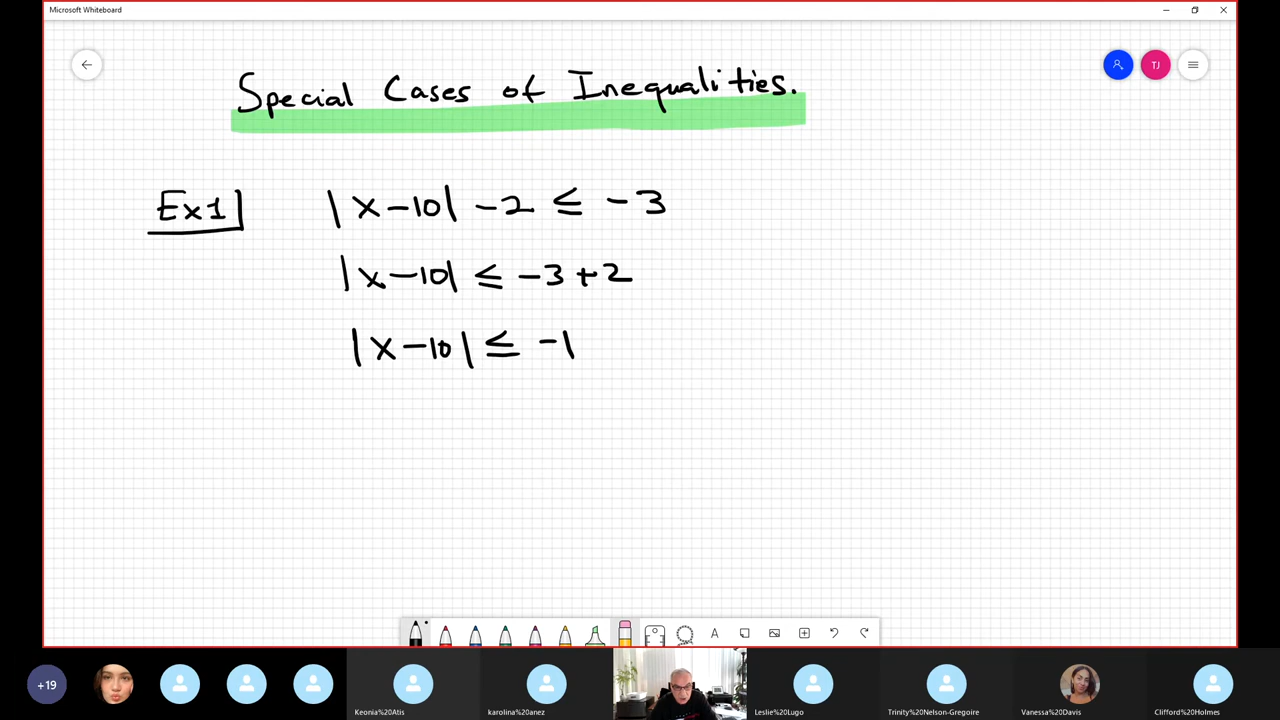 Microsoft Whiteboard
TJ
Special Cases of Inequalities.
Ex1 |x-10| -2 ≤ -3
|x-10| ≤ -3+2
|x-10| ≤ -1
A
+19
Keonia%20Atis
karolina%20anez
Leslie%20Lugo
Trinity%20Nelson-Gregoire
Vanessa%20Davis
Clifford%20Holmes